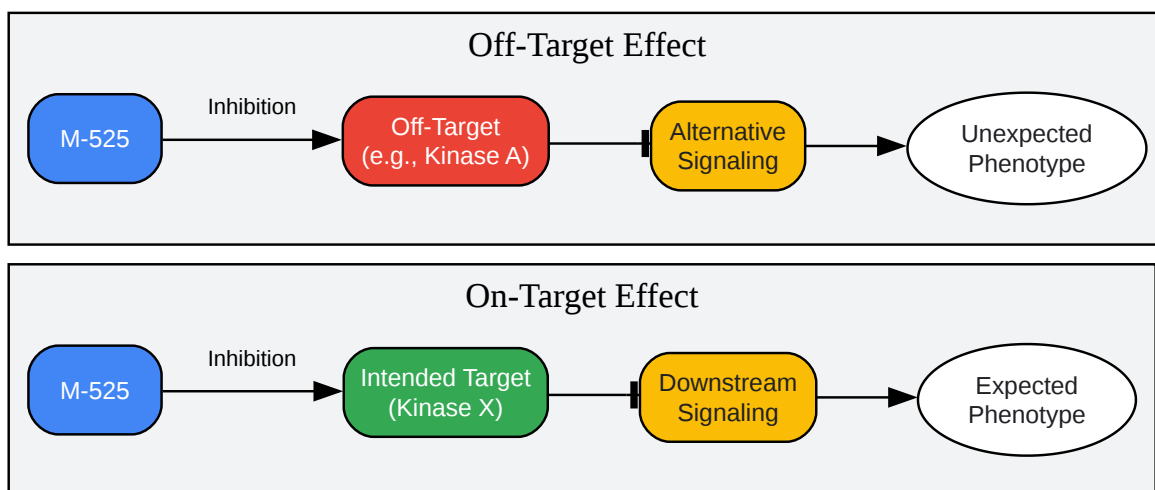 Off-Target Effect
M-525
Inhibition
Off-Target
(e.g., Kinase A)
Alternative
Signaling
Unexpected
Phenotype
On-Target Effect
M-525
Inhibition
Intended Target
(Kinase X)
Downstream
Signaling
Expected
Phenotype